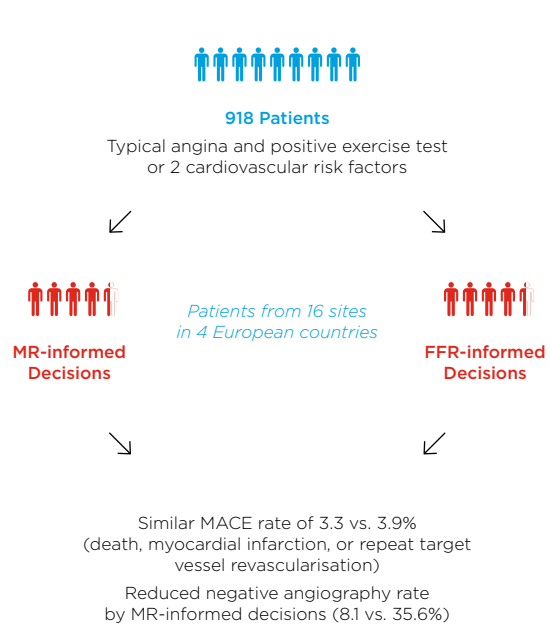 918 Patients
Typical angina and positive exercise test
or 2 cardiovascular risk factors
Patients from 16 sites
in 4 European countries
MR-informed
Decisions
FFR-informed
Decisions
Similar MACE rate of 3.3 vs. 3.9%
(death, myocardial infarction, or repeat target
vessel revascularisation)
Reduced negative angiography rate
by MR-informed decisions (8.1 vs. 35.6%)